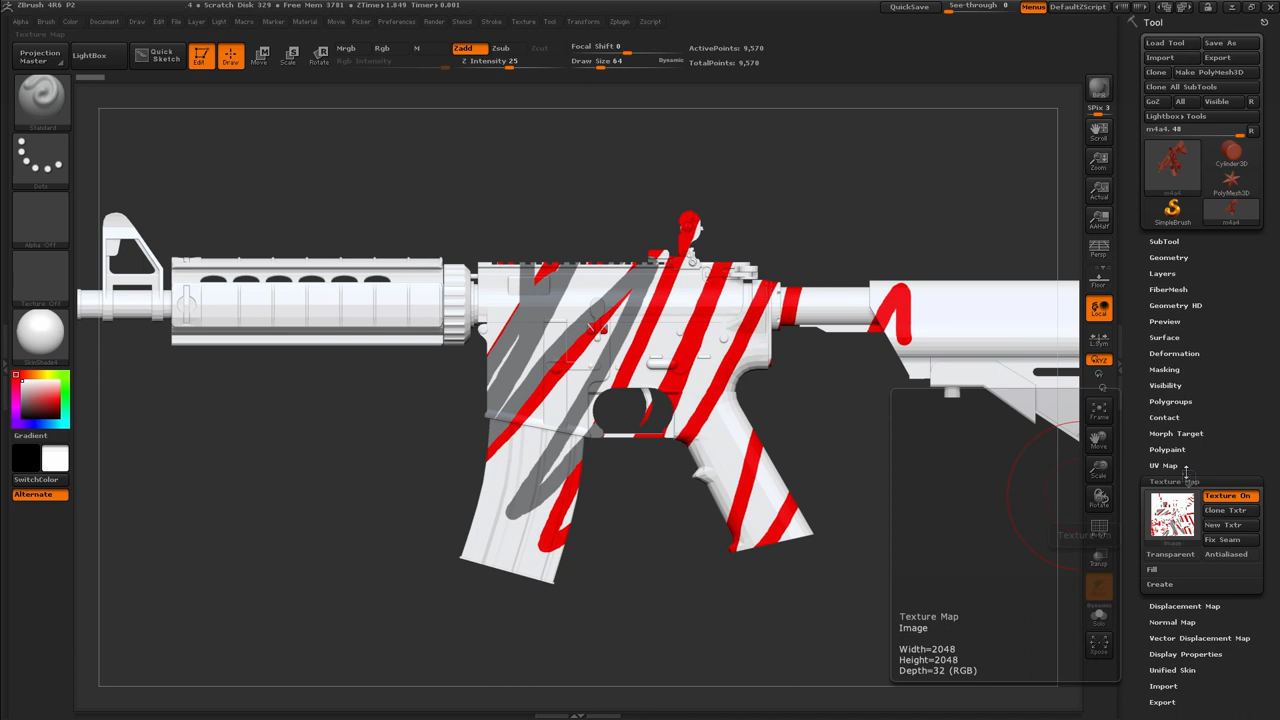 ZBrush 4R6 P2
.4 • Scratch Disk 329 • Free Mem 3781 • ZTime▸1.849 Timer▸0.001
QuickSave
See-through 0
Menus
DefaultZScript
Alpha Brush Color Document Draw Edit File Layer Light Macro Marker Material Movie Picker Preferences Render Stencil Stroke Texture Tool Transform Zplugin Zscript
Texture Map
Projection
Master
LightBox
Quick
Sketch
Edit
Draw
Move
Scale
Rotate
Mrgb Rgb M
Rgb Intensity
Zadd Zsub Zcut
Z Intensity 25
Focal Shift 0
Draw Size 64
Dynamic
ActivePoints: 9,570
TotalPoints: 9,570
Standard
Dots
Alpha Off
Texture Off
SkinShade4
Gradient
SwitchColor
Alternate
BPR
SPix 3
Scroll
Zoom
Actual
AAHalf
Persp
Floor
Local
L.Sym
XYZ
Frame
Move
Scale
Rotate
Transp
Dynamic
Solo
Xpose
Texture On
Texture Map
Image
Width=2048
Height=2048
Depth=32 (RGB)
Tool
Load Tool Save As
Import Export
Clone Make PolyMesh3D
Clone All SubTools
GoZ All Visible R
Lightbox▸ Tools
m4a4. 48 R
m4a4
Cylinder3D
PolyMesh3D
SimpleBrush
m4a4
SubTool
Geometry
Layers
FiberMesh
Geometry HD
Preview
Surface
Deformation
Masking
Visibility
Polygroups
Contact
Morph Target
Polypaint
UV Map
Texture Map
Image
Texture On
Clone Txtr
New Txtr
Fix Seam
Transparent Antialiased
Fill
Create
Displacement Map
Normal Map
Vector Displacement Map
Display Properties
Unified Skin
Import
Export